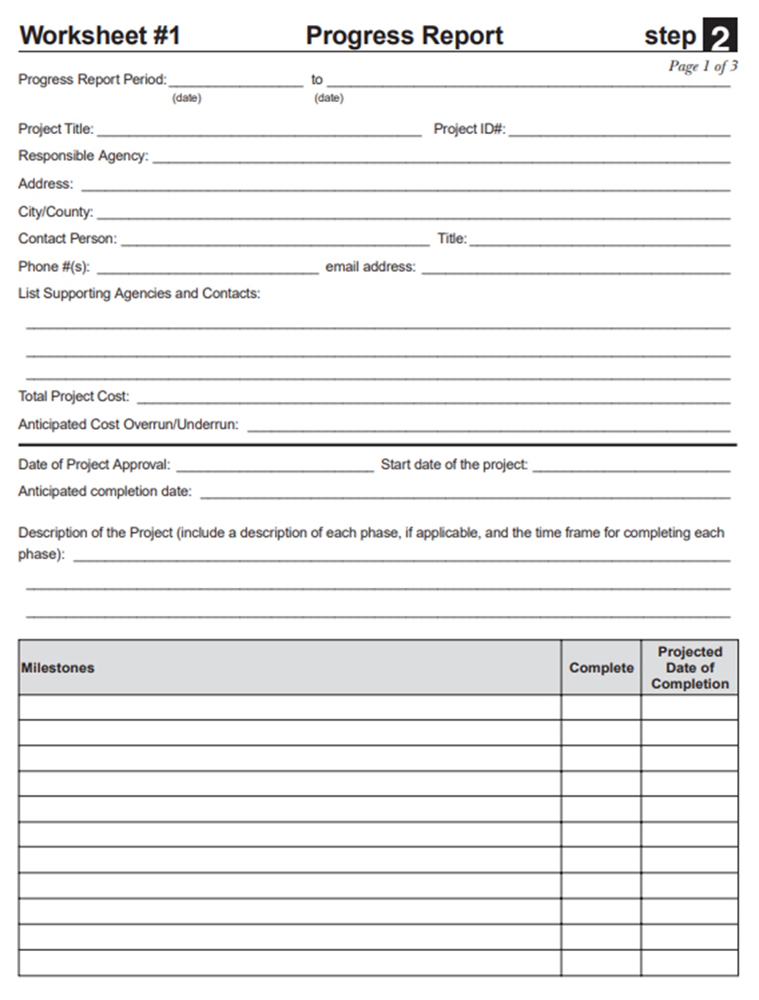 Worksheet #1 Progress Report step 2
Page 1 of 3
Progress Report Period: to
(date) (date)
Project Title: Project ID#:
Responsible Agency:
Address:
City/County:
Contact Person: Title:
Phone #(s): email address:
List Supporting Agencies and Contacts:
Total Project Cost:
Anticipated Cost Overrun/Underrun:
Date of Project Approval: Start date of the project:
Anticipated completion date:
Description of the Project (include a description of each phase, if applicable, and the time frame for completing each
phase):
Milestones Complete Projected Date of Completion